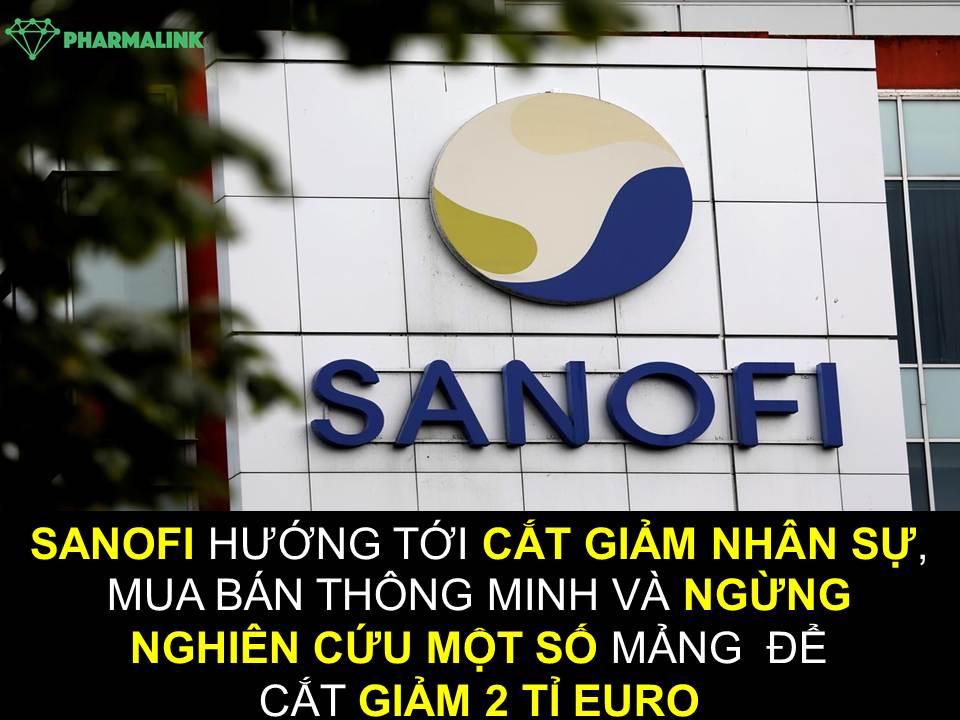 PHARMALINK
SANOFI
SANOFI HƯỚNG TỚI CẮT GIẢM NHÂN SỰ,
MUA BÁN THÔNG MINH VÀ NGỪNG
NGHIÊN CỨU MỘT SỐ MẢNG ĐỂ
CẮT GIẢM 2 TỈ EURO